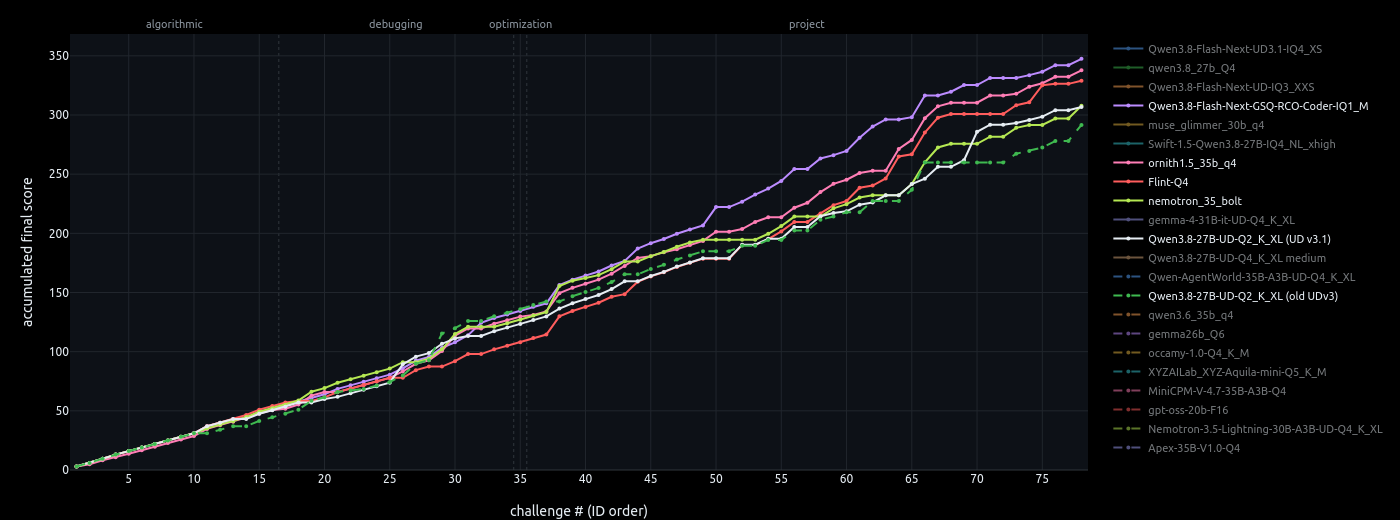 algorithmic debugging optimization project
350
300
250
200
150
100
50
0
accumulated final score
5 10 15 20 25 30 35 40 45 50 55 60 65 70 75
challenge # (ID order)
Qwen3.8-Flash-Next-UD3.1-IQ4_XS
qwen3.8_27b_Q4
Qwen3.8-Flash-Next-UD-IQ3_XXS
Qwen3.8-Flash-Next-GSQ-RCO-Coder-IQ1_M
muse_glimmer_30b_q4
Swift-1.5-Qwen3.8-27B-IQ4_NL_xhigh
ornith1.5_35b_q4
Flint-Q4
nemotron_35_bolt
gemma-4-31B-it-UD-Q4_K_XL
Qwen3.8-27B-UD-Q2_K_XL (UD v3.1)
Qwen3.8-27B-UD-Q2_K_XL medium
Qwen-AgentWorld-35B-A3B-UD-Q4_K_XL
Qwen3.8-27B-UD-Q2_K_XL (old UDv3)
qwen3.6_35b_q4
gemma26b_Q6
occamy-1.0-Q4_K_M
XYZAILab_XYZ-Aquila-mini-Q5_K_M
MiniCPM-V-4.7-35B-A3B-Q4
gpt-oss-20b-F16
Nemotron-3.5-Lightning-30B-A3B-UD-Q4_K_XL
Apex-35B-V1.0-Q4